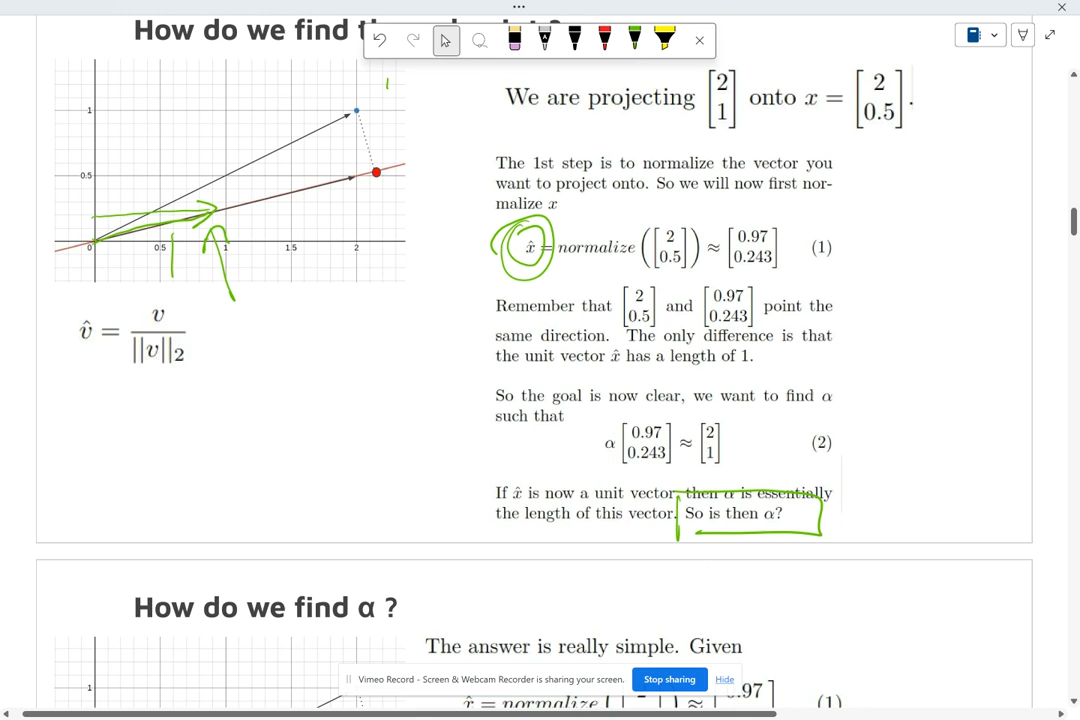 How do we find t
We are projecting [2 1] onto x = [2 0.5].
1
0.5
0
0.5
1
1.5
2
The 1st step is to normalize the vector you
want to project onto. So we will now first nor-
malize x
x̂ = normalize([2 0.5]) ≈ [0.97 0.243] (1)
v̂ = v / ||v||₂
Remember that [2 0.5] and [0.97 0.243] point the
same direction. The only difference is that
the unit vector x̂ has a length of 1.
So the goal is now clear, we want to find α
such that
α [0.97 0.243] ≈ [2 1] (2)
If x̂ is now a unit vector, then α is essentially
the length of this vector. So is then α?
How do we find α ?
The answer is really simple. Given
1
Vimeo Record - Screen & Webcam Recorder is sharing your screen.
Stop sharing
Hide
(1)